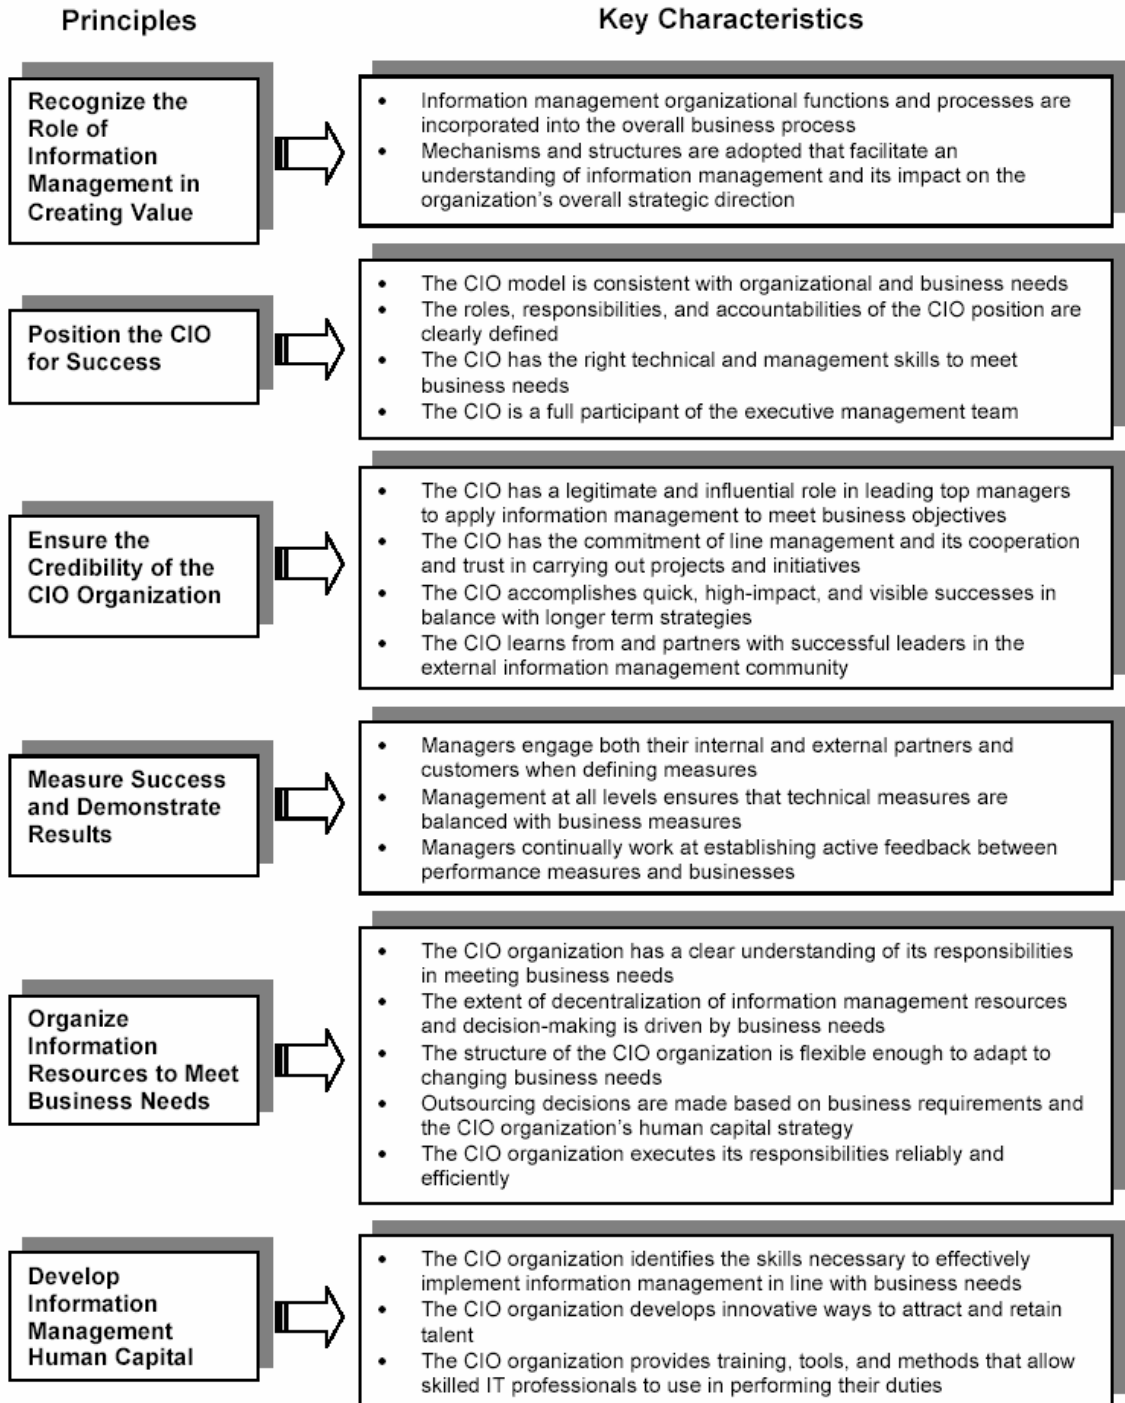 Principles
Key Characteristics
Recognize the
Role of
Information
Management in
Creating Value
• Information management organizational functions and processes are
incorporated into the overall business process
• Mechanisms and structures are adopted that facilitate an
understanding of information management and its impact on the
organization's overall strategic direction
Position the CIO
for Success
• The CIO model is consistent with organizational and business needs
• The roles, responsibilities, and accountabilities of the CIO position are
clearly defined
• The CIO has the right technical and management skills to meet
business needs
• The CIO is a full participant of the executive management team
Ensure the
Credibility of the
CIO Organization
• The CIO has a legitimate and influential role in leading top managers
to apply information management to meet business objectives
• The CIO has the commitment of line management and its cooperation
and trust in carrying out projects and initiatives
• The CIO accomplishes quick, high-impact, and visible successes in
balance with longer term strategies
• The CIO learns from and partners with successful leaders in the
external information management community
Measure Success
and Demonstrate
Results
• Managers engage both their internal and external partners and
customers when defining measures
• Management at all levels ensures that technical measures are
balanced with business measures
• Managers continually work at establishing active feedback between
performance measures and businesses
Organize
Information
Resources to Meet
Business Needs
• The CIO organization has a clear understanding of its responsibilities
in meeting business needs
• The extent of decentralization of information management resources
and decision-making is driven by business needs
• The structure of the CIO organization is flexible enough to adapt to
changing business needs
• Outsourcing decisions are made based on business requirements and
the CIO organization's human capital strategy
• The CIO organization executes its responsibilities reliably and
efficiently
Develop
Information
Management
Human Capital
• The CIO organization identifies the skills necessary to effectively
implement information management in line with business needs
• The CIO organization develops innovative ways to attract and retain
talent
• The CIO organization provides training, tools, and methods that allow
skilled IT professionals to use in performing their duties